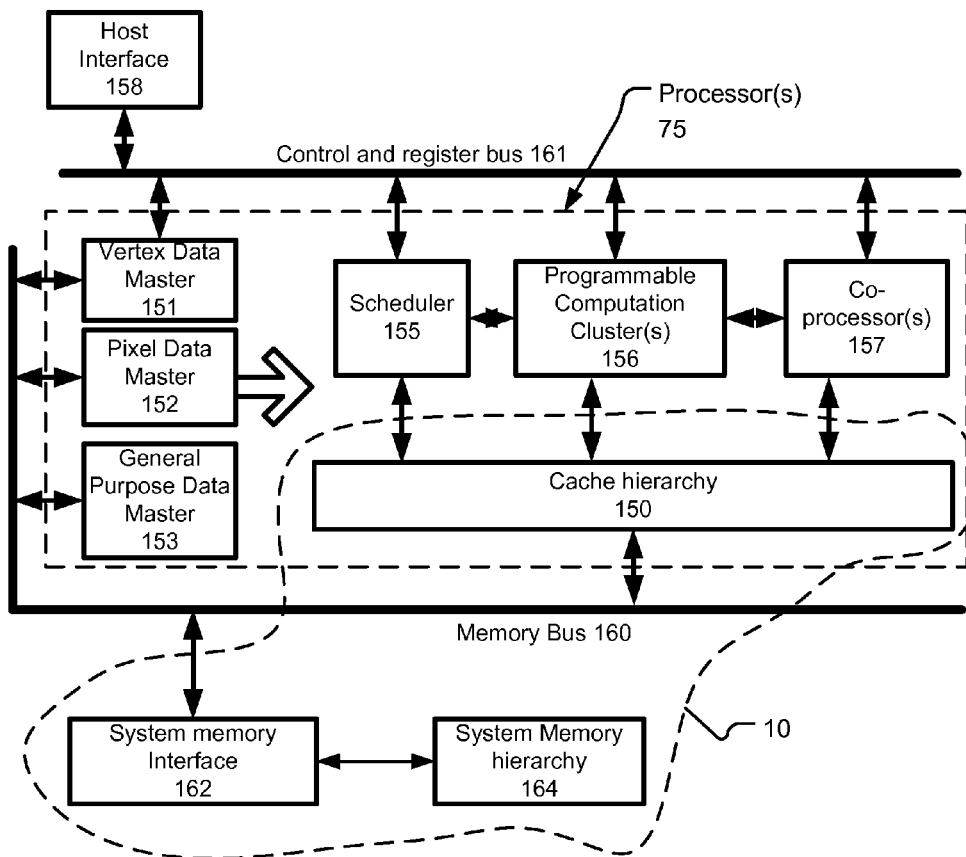 Host
Interface
158
Processor(s)
75
Control and register bus 161
Vertex Data
Master
151
Pixel Data
Master
152
General
Purpose Data
Master
153
Scheduler
155
Programmable
Computation
Cluster(s)
156
Co-
processor(s)
157
Cache hierarchy
150
Memory Bus 160
System memory
Interface
162
System Memory
hierarchy
164
10